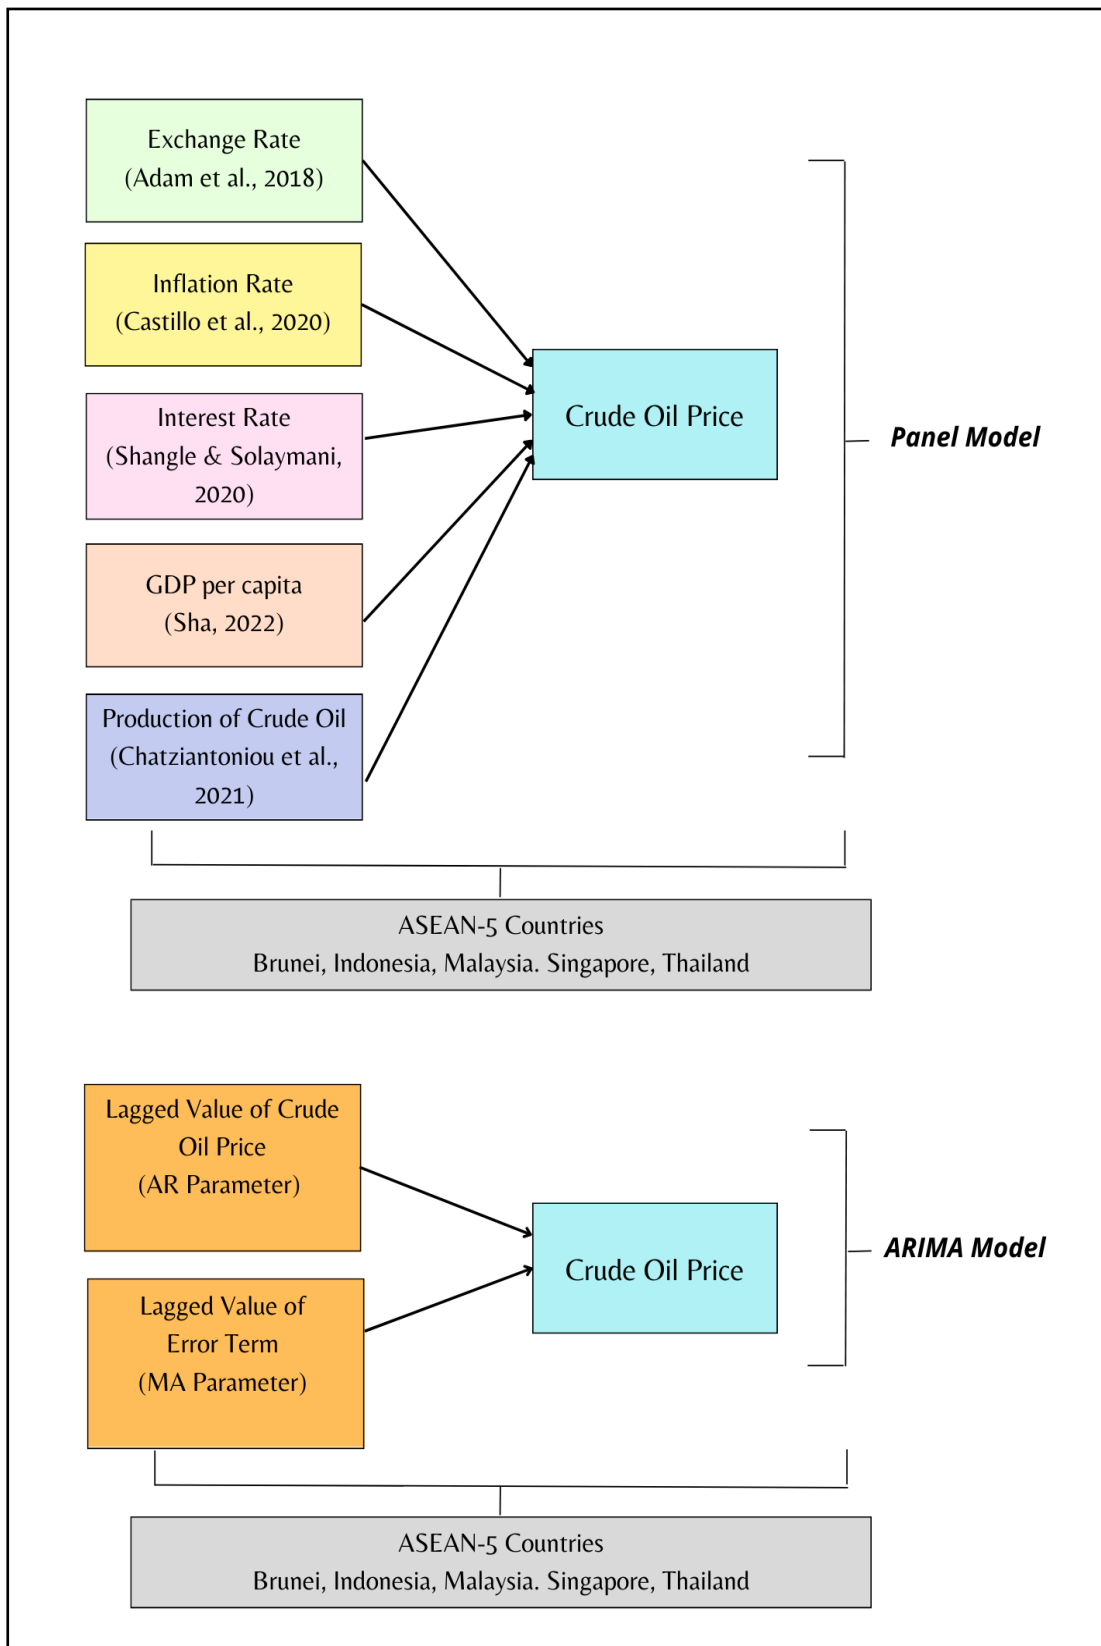 Exchange Rate
(Adam et al., 2018)
Inflation Rate
(Castillo et al., 2020)
Interest Rate
(Shangle & Solaymani,
2020)
GDP per capita
(Sha, 2022)
Production of Crude Oil
(Chatziantoniou et al.,
2021)
Crude Oil Price
Panel Model
ASEAN-5 Countries
Brunei, Indonesia, Malaysia. Singapore, Thailand
Lagged Value of Crude
Oil Price
(AR Parameter)
Lagged Value of
Error Term
(MA Parameter)
Crude Oil Price
ARIMA Model
ASEAN-5 Countries
Brunei, Indonesia, Malaysia. Singapore, Thailand